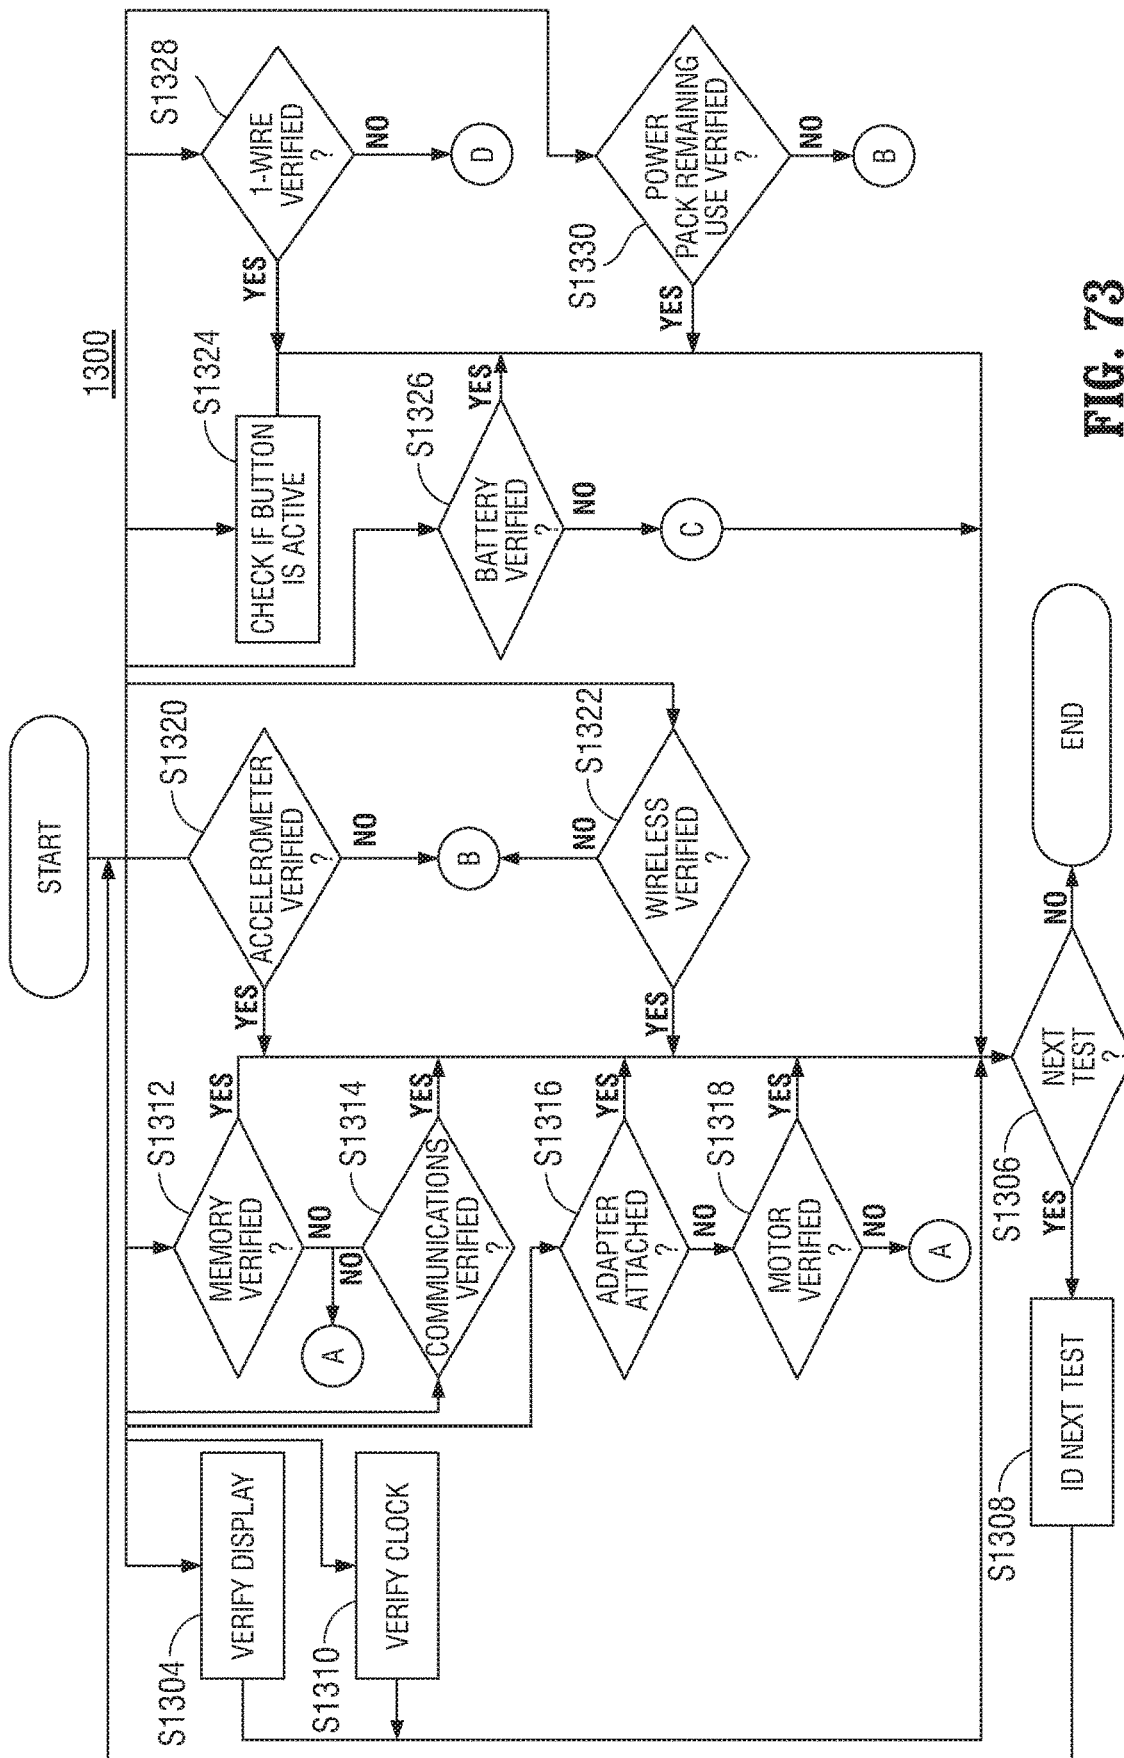 1300
START
S1304
VERIFY DISPLAY
S1310
VERIFY CLOCK
S1312
MEMORY
VERIFIED
?
YES
NO
A
S1314
COMMUNICATIONS
VERIFIED
?
YES
NO
S1316
ADAPTER
ATTACHED
?
YES
NO
S1318
MOTOR
VERIFIED
?
YES
NO
A
S1320
ACCELEROMETER
VERIFIED
?
YES
NO
B
S1322
WIRELESS
VERIFIED
?
NO
YES
S1324
CHECK IF BUTTON
IS ACTIVE
S1326
BATTERY
VERIFIED
?
YES
NO
C
S1328
1-WIRE
VERIFIED
?
YES
NO
D
S1330
POWER
PACK REMAINING
USE VERIFIED
?
YES
NO
B
S1306
NEXT
TEST
?
YES
NO
S1308
ID NEXT TEST
END
FIG. 73